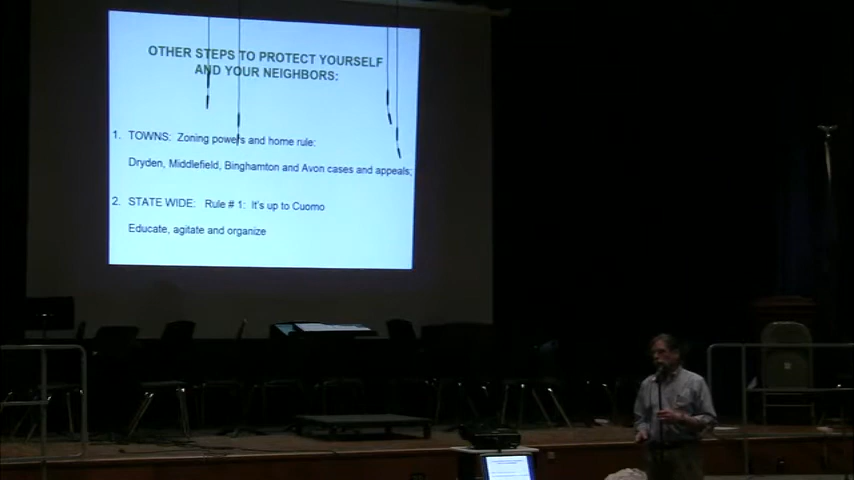 OTHER STEPS TO PROTECT YOURSELF
AND YOUR NEIGHBORS:
1. TOWNS: Zoning powers and home rule:
Dryden, Middlefield, Binghamton and Avon cases and appeals;
2. STATE WIDE: Rule # 1: It's up to Cuomo
Educate, agitate and organize